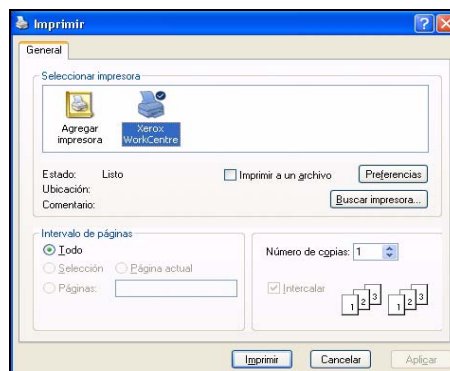 Imprimir
General
Seleccionar impresora
Agregar impresora
Xerox WorkCentre
Estado: Listo
Ubicación:
Comentario:
Imprimir a un archivo
Preferencias
Buscar impresora...
Intervalo de páginas
Todo
Selección Página actual
Páginas:
Número de copias: 1
Intercalar
1 2 3 1 2 3
Imprimir Cancelar Aplicar